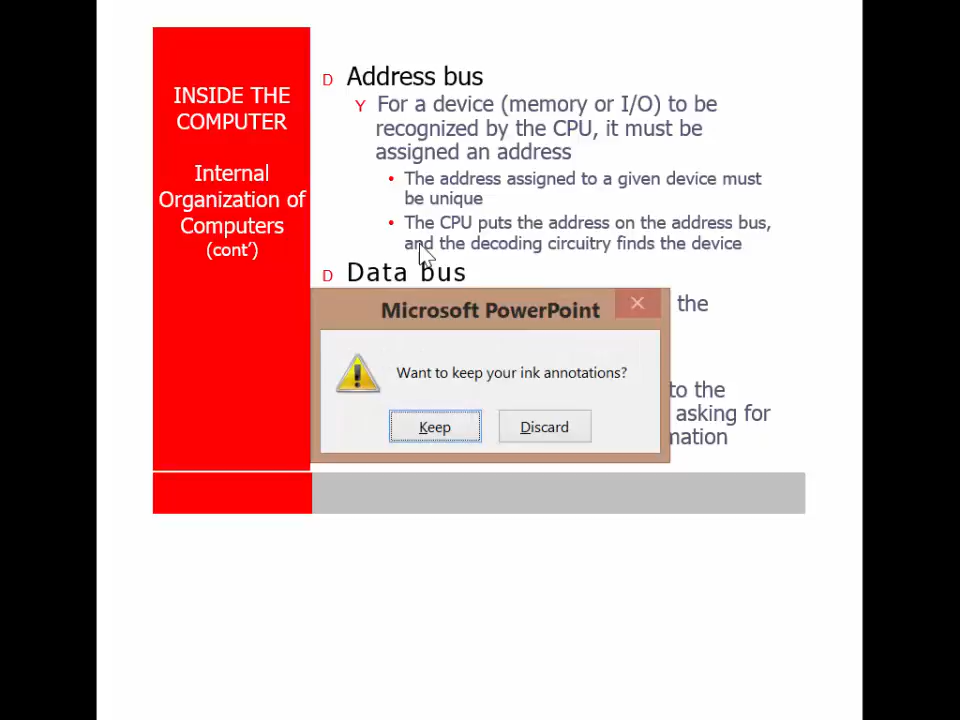 INSIDE THE
COMPUTER
Internal
Organization of
Computers
(cont’)
D Address bus
Y For a device (memory or I/O) to be
recognized by the CPU, it must be
assigned an address
• The address assigned to a given device must
be unique
• The CPU puts the address on the address bus,
and the decoding circuitry finds the device
D Data bus
the
to the
asking for
mation
Microsoft PowerPoint
Want to keep your ink annotations?
Keep
Discard